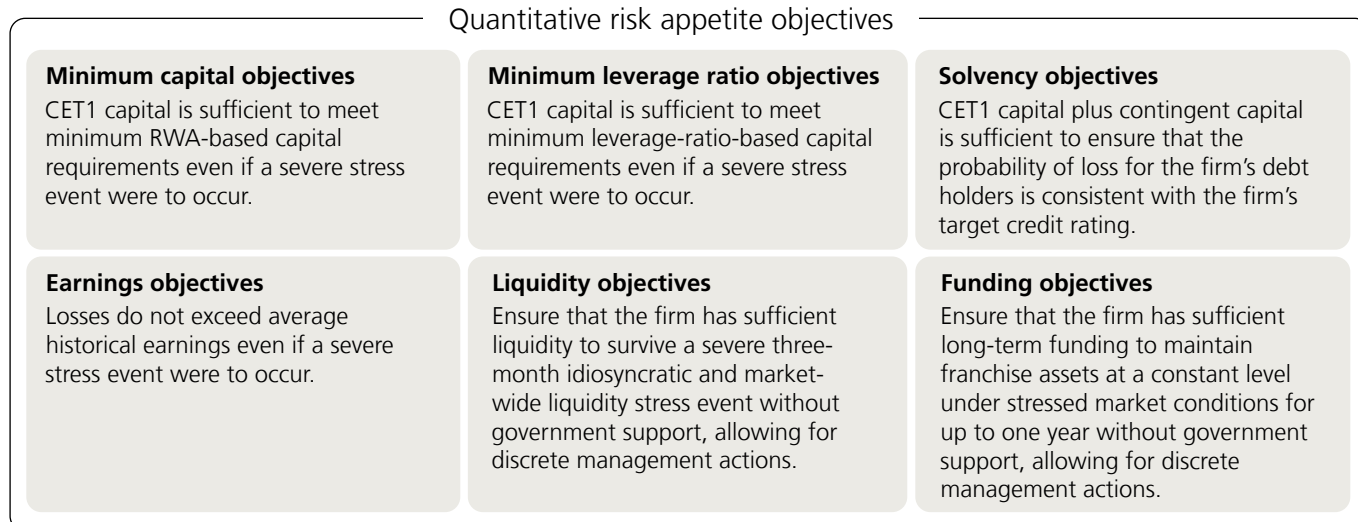 Quantitative risk appetite objectives
Minimum capital objectives
CET1 capital is sufficient to meet
minimum RWA-based capital
requirements even if a severe stress
event were to occur.
Minimum leverage ratio objectives
CET1 capital is sufficient to meet
minimum leverage-ratio-based capital
requirements even if a severe stress
event were to occur.
Solvency objectives
CET1 capital plus contingent capital
is sufficient to ensure that the
probability of loss for the firm’s debt
holders is consistent with the firm’s
target credit rating.
Earnings objectives
Losses do not exceed average
historical earnings even if a severe
stress event were to occur.
Liquidity objectives
Ensure that the firm has sufficient
liquidity to survive a severe three-
month idiosyncratic and market-
wide liquidity stress event without
government support, allowing for
discrete management actions.
Funding objectives
Ensure that the firm has sufficient
long-term funding to maintain
franchise assets at a constant level
under stressed market conditions for
up to one year without government
support, allowing for discrete
management actions.